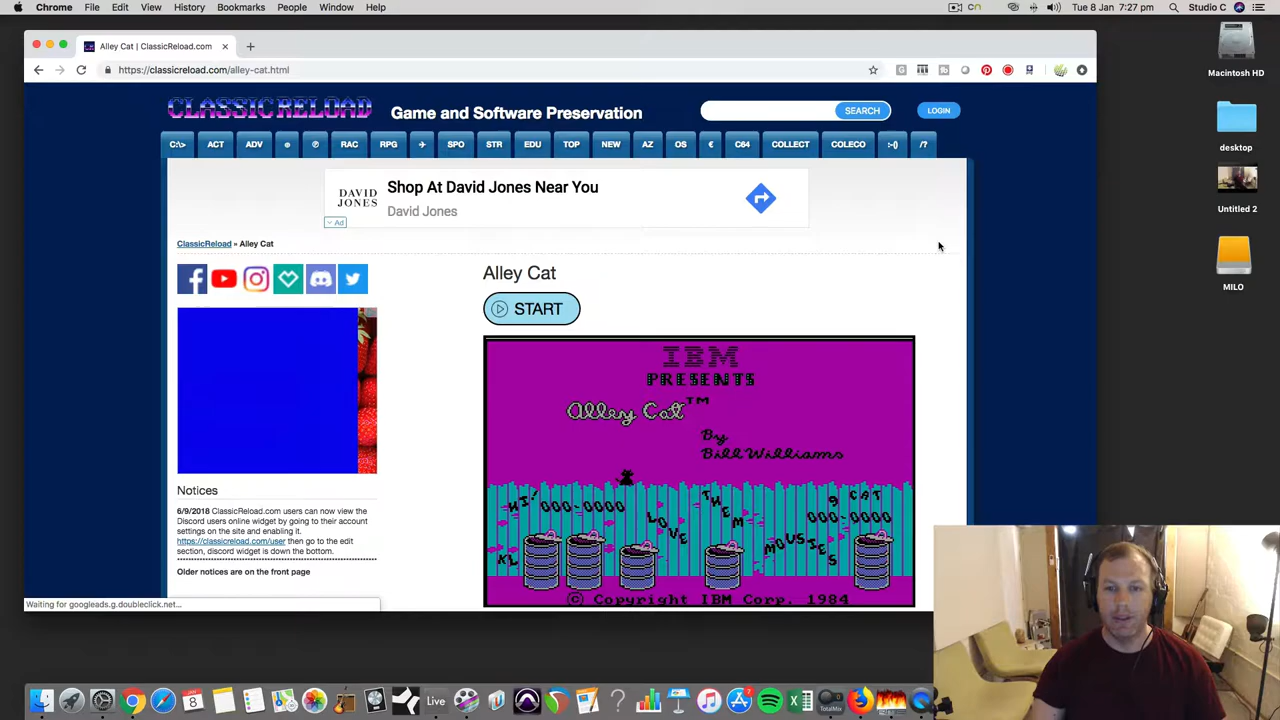 Chrome File Edit View History Bookmarks People Window Help Tue 8 Jan 7:27 pm Studio C
Alley Cat | ClassicReload.com
https://classicreload.com/alley-cat.html
Macintosh HD
CLASSIC RELOAD Game and Software Preservation SEARCH LOGIN
C:\> ACT ADV ℗ RAC RPG SPO STR EDU TOP NEW AZ OS € C64 COLLECT COLECO :-() /?
desktop
DAVID JONES
Shop At David Jones Near You
David Jones
Ad
Untitled 2
ClassicReload » Alley Cat
MILO
Alley Cat
START
IBM
PRESENTS
Alley Cat™
By
Bill Williams
HI! 000-0000
LOVE
THEM
MOUSIES
9 CAT
000-0000
© Copyright IBM Corp. 1984
Notices
6/9/2018 ClassicReload.com users can now view the
Discord users online widget by going to their account
settings on the site and enabling it.
https://classicreload.com/user then go to the edit
section, discord widget is down the bottom.
Older notices are on the front page
Waiting for googleads.g.doubleclick.net...
Live
TotalMix